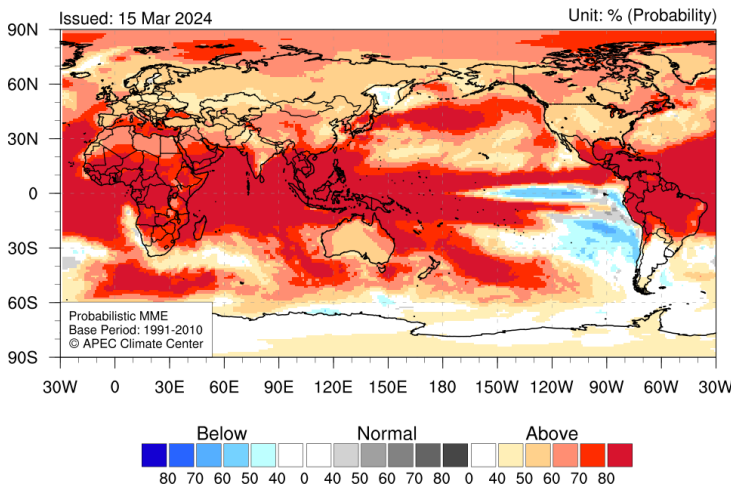 Issued: 15 Mar 2024 Unit: % (Probability)
90N
60N
30N
0
30S
60S
90S
Probabilistic MME
Base Period: 1991-2010
© APEC Climate Center
30W 0 30E 60E 90E 120E 150E 180 150W 120W 90W 60W 30W
Below Normal Above
80 70 60 50 40 0 40 50 60 70 80 0 40 50 60 70 80